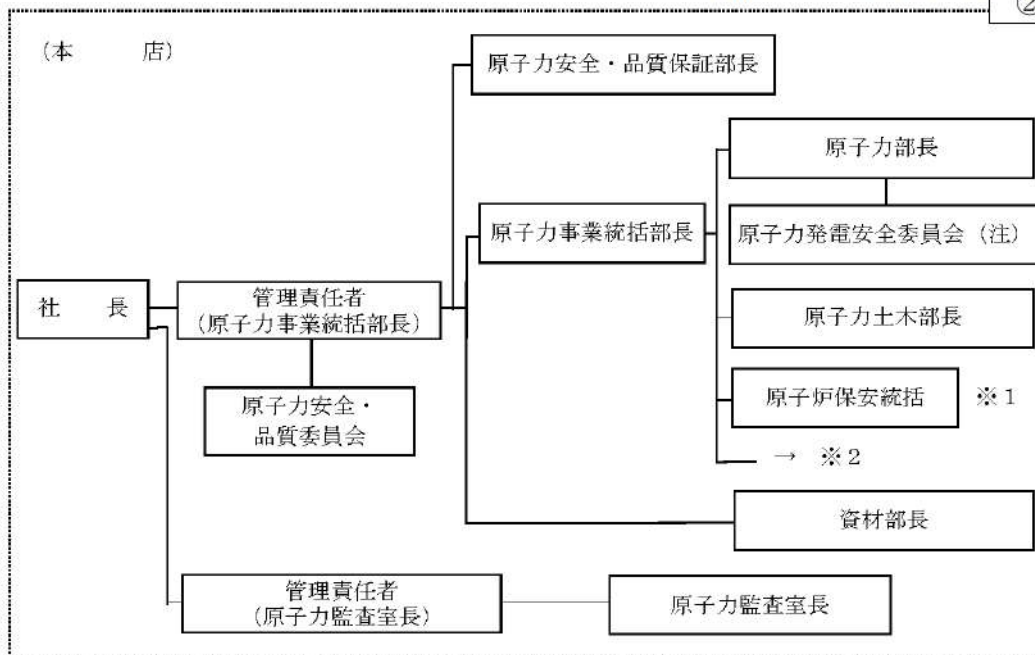 ②
(本　　店)
原子力安全・品質保証部長
原子力部長
原子力事業統括部長
原子力発電安全委員会 (注)
社　　長
管理責任者
(原子力事業統括部長)
原子力土木部長
原子力安全・
品質委員会
原子炉保安統括
※1
→ ※2
資材部長
管理責任者
(原子力監査室長)
原子力監査室長